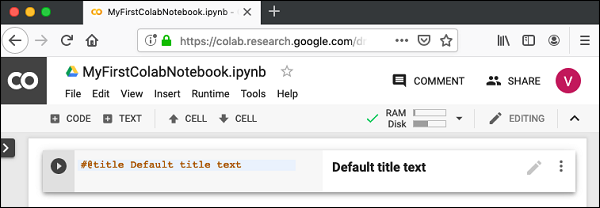 MyFirstColabNotebook.ipynb -
https://colab.research.google.com/dr
CO MyFirstColabNotebook.ipynb
COMMENT SHARE V
File Edit View Insert Runtime Tools Help
CODE TEXT CELL CELL RAM Disk EDITING
#@title Default title text Default title text